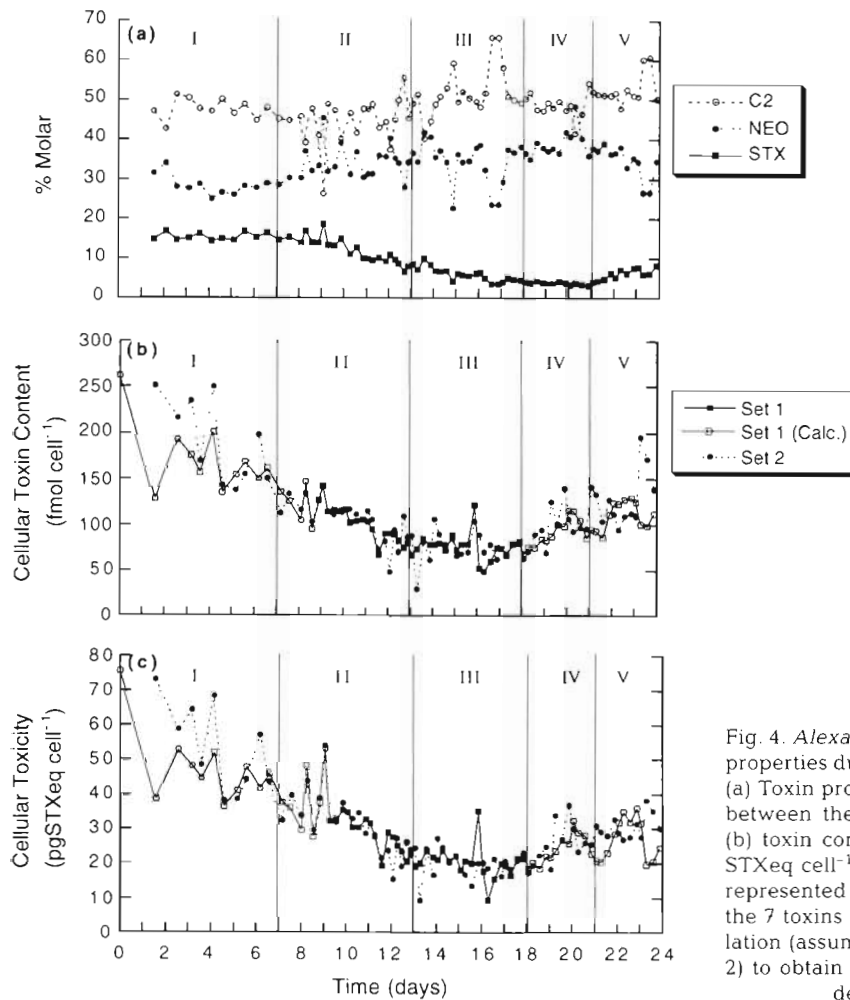 (a)
I
II
III
IV
V
70
60
50
40
30
20
10
0
% Molar
C2
NEO
STX
(b)
I
II
III
IV
V
300
250
200
150
100
50
0
Cellular Toxin Content
(fmol cell⁻¹)
Set 1
Set 1 (Calc.)
Set 2
(c)
I
II
III
IV
V
80
70
60
50
40
30
20
10
0
Cellular Toxicity
(pgSTXeq cell⁻¹)
0 2 4 6 8 10 12 14 16 18 20 22 24
Time (days)
Fig. 4. Alexa
properties du
(a) Toxin pro
between the
(b) toxin con
STXeq cell⁻¹
represented
the 7 toxins
lation (assum
2) to obtain
de